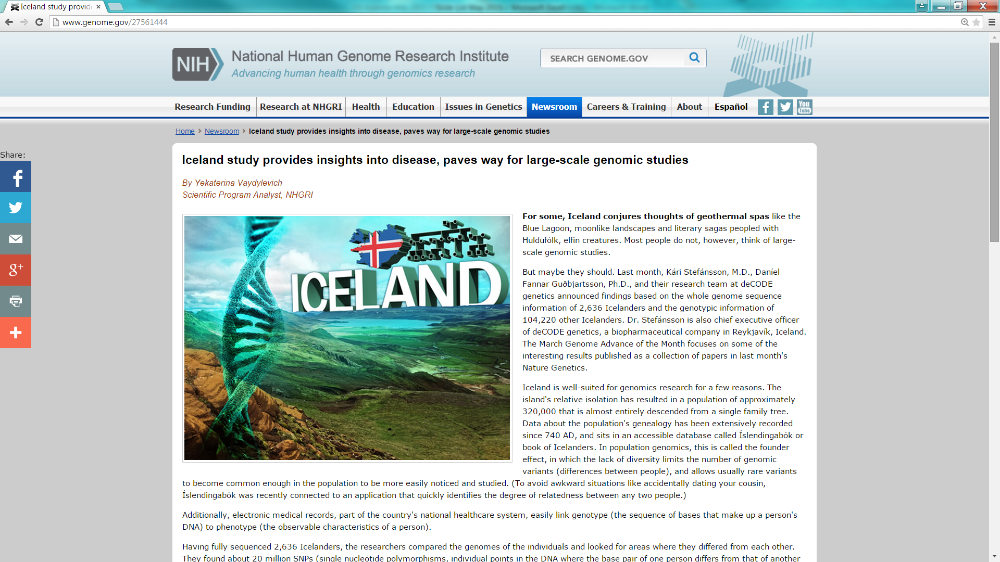 Iceland study provid
www.genome.gov/27561444
NIH
National Human Genome Research Institute
Advancing human health through genomics research
SEARCH GENOME.GOV
Research Funding
Research at NHGRI
Health
Education
Issues in Genetics
Newsroom
Careers & Training
About
Español
You
Tube
Home
Newsroom
Iceland study provides insights into disease, paves way for large-scale genomic studies
Share:
Iceland study provides insights into disease, paves way for large-scale genomic studies
By Yekaterina Vaydylevich
Scientific Program Analyst, NHGRI
ICELAND
For some, Iceland conjures thoughts of geothermal spas like the
Blue Lagoon, moonlike landscapes and literary sagas peopled with
Huldufólk, elfin creatures. Most people do not, however, think of large-
scale genomic studies.
But maybe they should. Last month, Kári Stefánsson, M.D., Daníel
Fannar Guðbjartsson, Ph.D., and their research team at deCODE
genetics announced findings based on the whole genome sequence
information of 2,636 Icelanders and the genotypic information of
104,220 other Icelanders. Dr. Stefánsson is also chief executive officer
of deCODE genetics, a biopharmaceutical company in Reykjavík, Iceland.
The March Genome Advance of the Month focuses on some of the
interesting results published as a collection of papers in last month's
Nature Genetics.
Iceland is well-suited for genomics research for a few reasons. The
island's relative isolation has resulted in a population of approximately
320,000 that is almost entirely descended from a single family tree.
Data about the population's genealogy has been extensively recorded
since 740 AD, and sits in an accessible database called Íslendingabók or
book of Icelanders. In population genomics, this is called the founder
effect, in which the lack of diversity limits the number of genomic
variants (differences between people), and allows usually rare variants
to become common enough in the population to be more easily noticed and studied. (To avoid awkward situations like accidentally dating your cousin,
Íslendingabók was recently connected to an application that quickly identifies the degree of relatedness between any two people.)
Additionally, electronic medical records, part of the country's national healthcare system, easily link genotype (the sequence of bases that make up a person's
DNA) to phenotype (the observable characteristics of a person).
Having fully sequenced 2,636 Icelanders, the researchers compared the genomes of the individuals and looked for areas where they differed from each other.
They found about 20 million SNPs (single nucleotide polymorphisms, individual points in the DNA where the base pair of one person differs from that of another